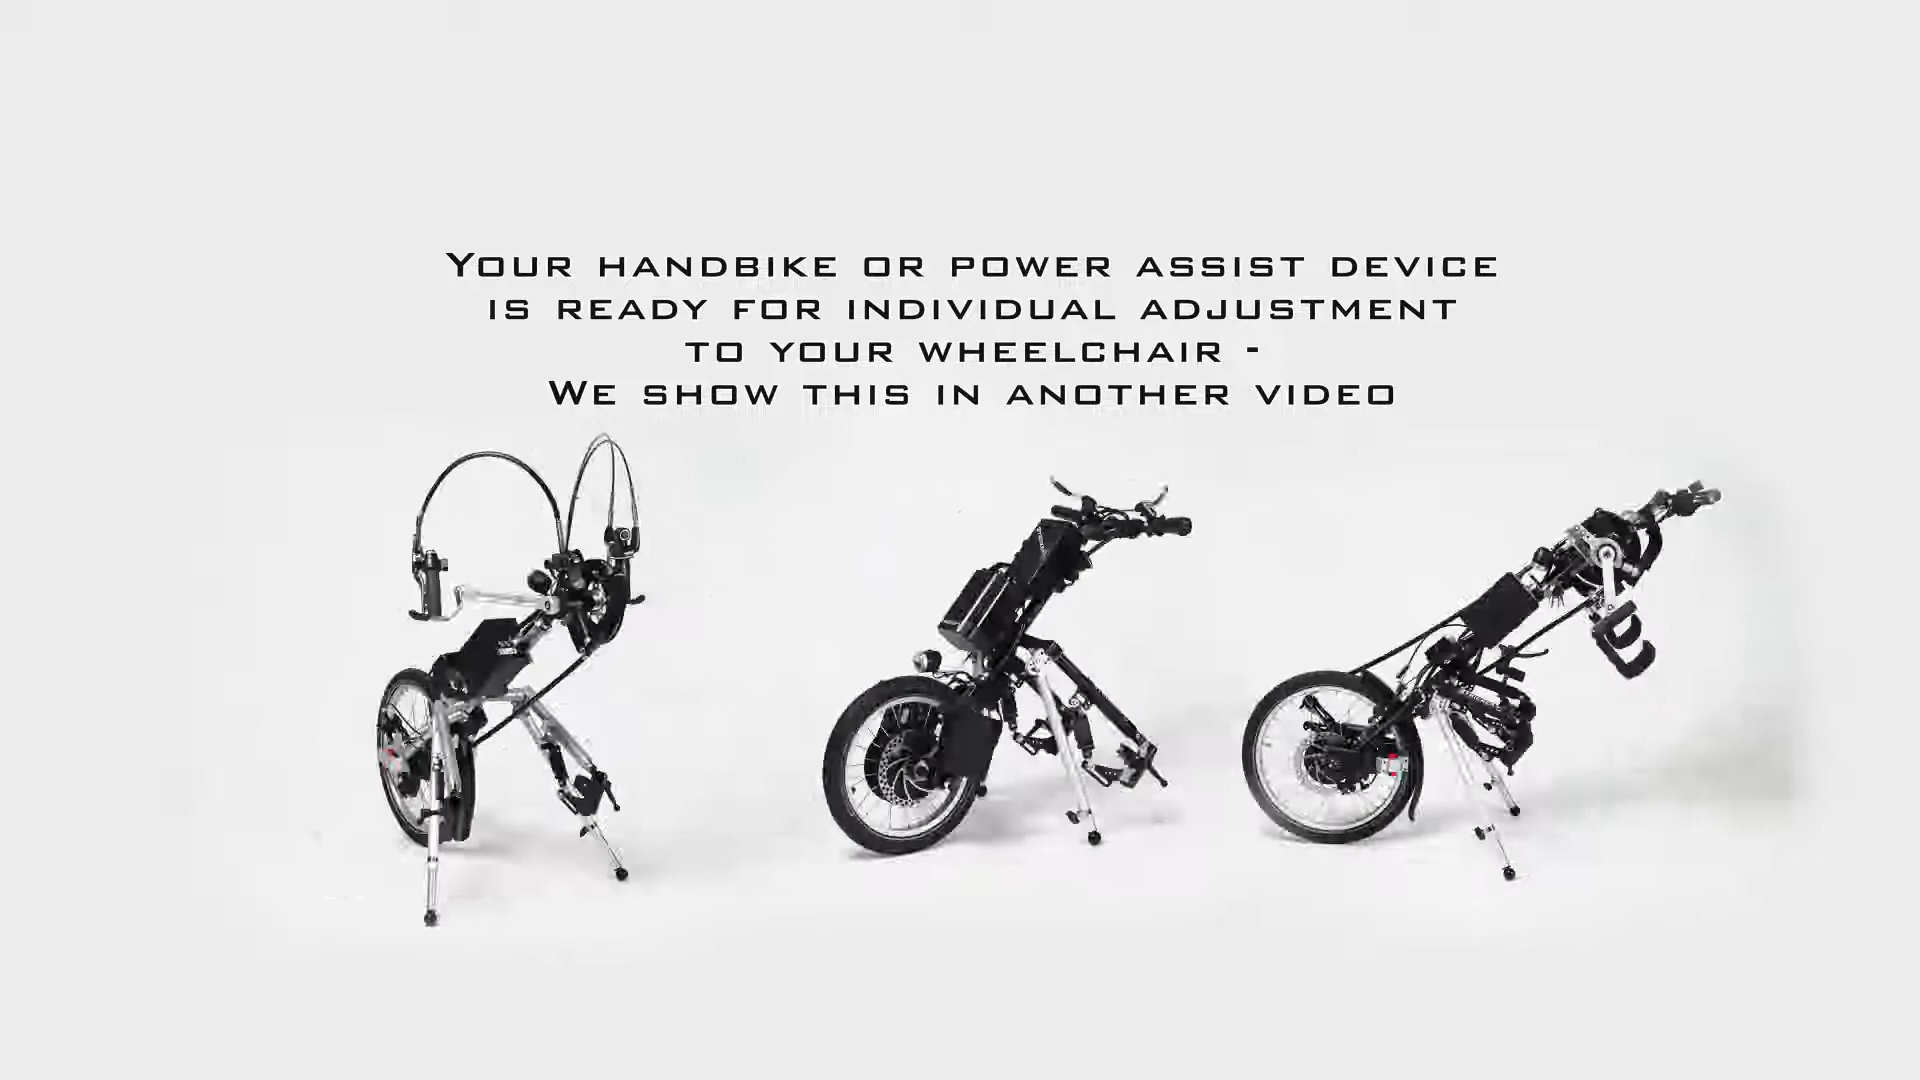 Your handbike or power assist device
is ready for individual adjustment
to your wheelchair -
We show this in another video